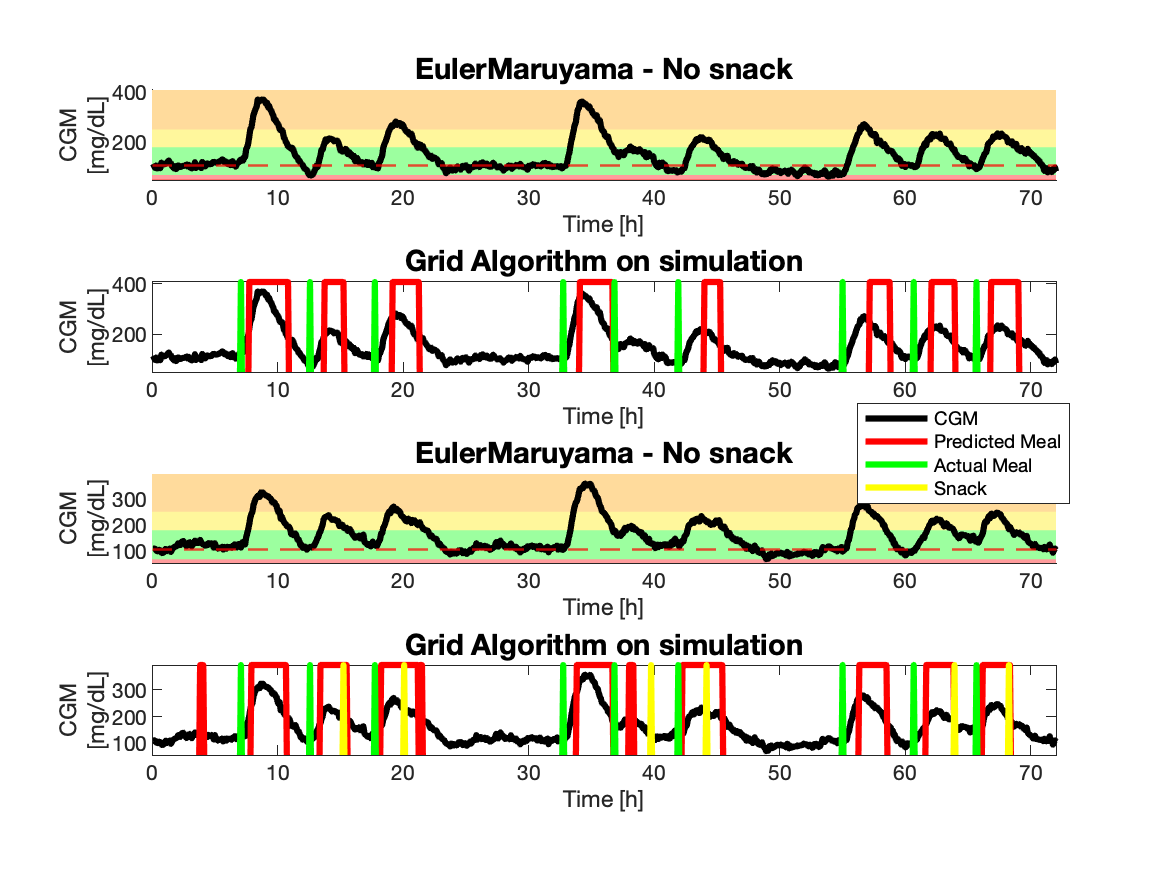 EulerMaruyama - No snack
CGM
[mg/dL]
400
200
0 10 20 30 40 50 60 70
Time [h]
Grid Algorithm on simulation
CGM
[mg/dL]
400
200
0 10 20 30 40 50 60 70
Time [h]
CGM
Predicted Meal
Actual Meal
Snack
EulerMaruyama - No snack
CGM
[mg/dL]
300
200
100
0 10 20 30 40 50 60 70
Time [h]
Grid Algorithm on simulation
CGM
[mg/dL]
300
200
100
0 10 20 30 40 50 60 70
Time [h]